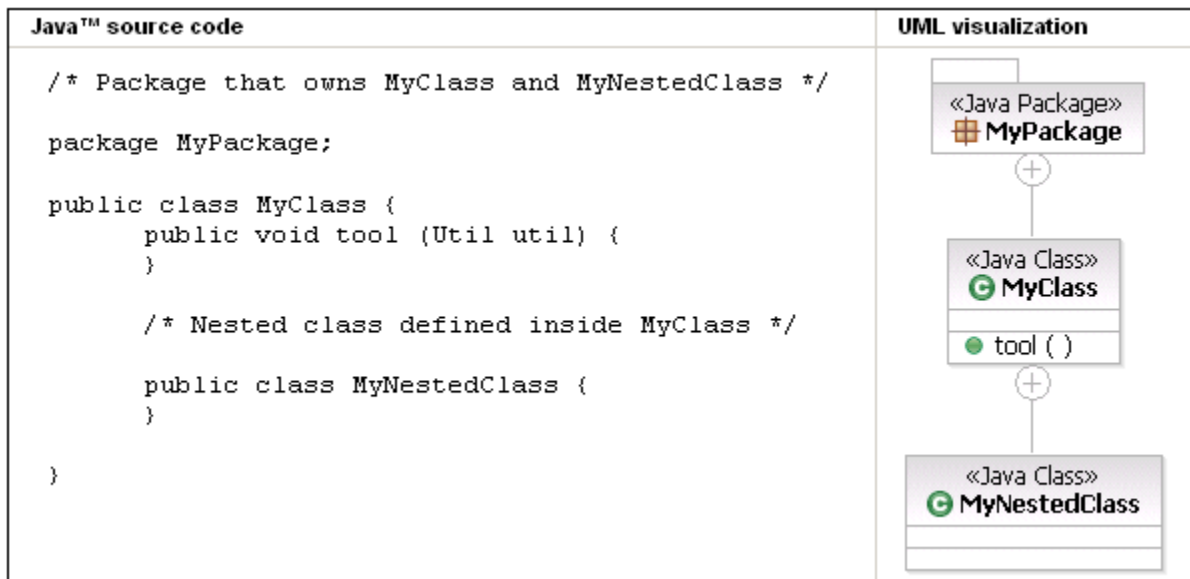 Java™ source code
UML visualization
/* Package that owns MyClass and MyNestedClass */
package MyPackage;
public class MyClass {
public void tool (Util util) {
}
/* Nested class defined inside MyClass */
public class MyNestedClass {
}
}
«Java Package»
MyPackage
«Java Class»
C MyClass
tool ( )
«Java Class»
C MyNestedClass